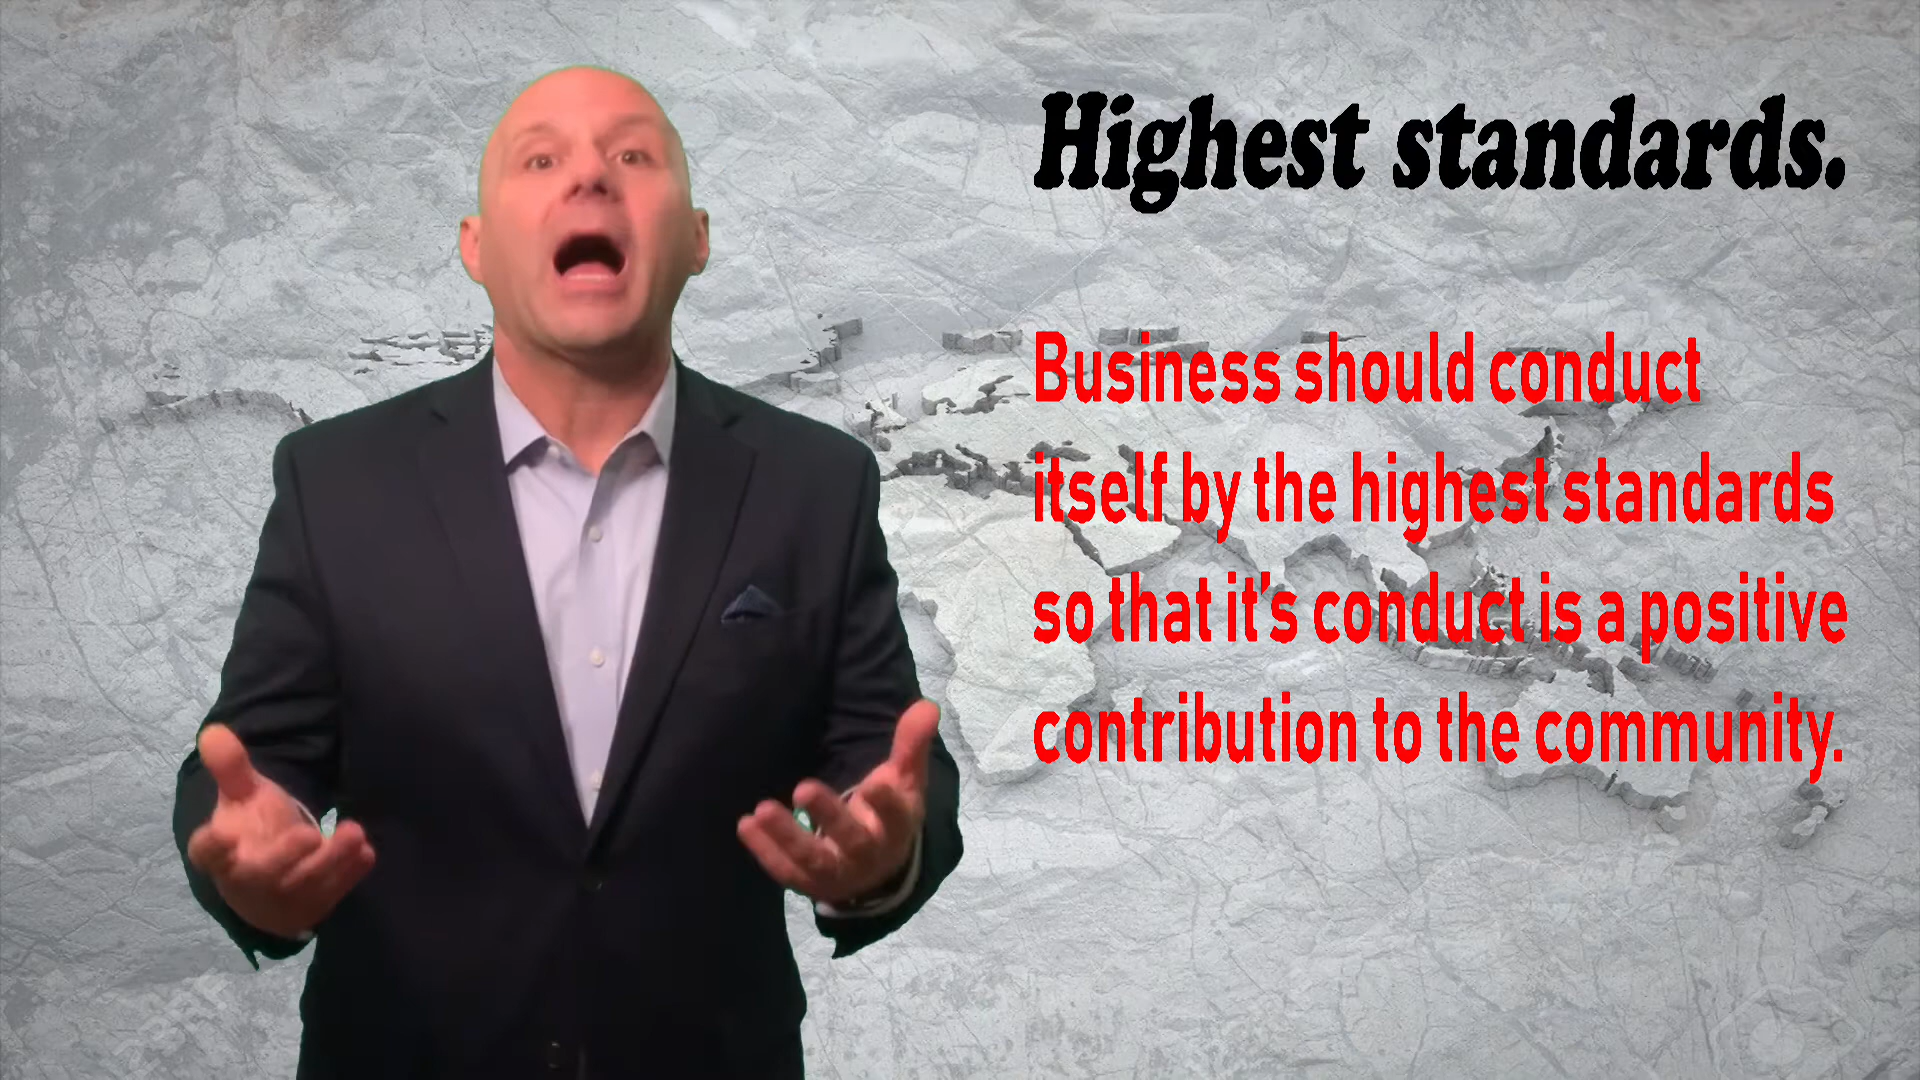 Highest standards.
Business should conduct
itself by the highest standards
so that it's conduct is a positive
contribution to the community.